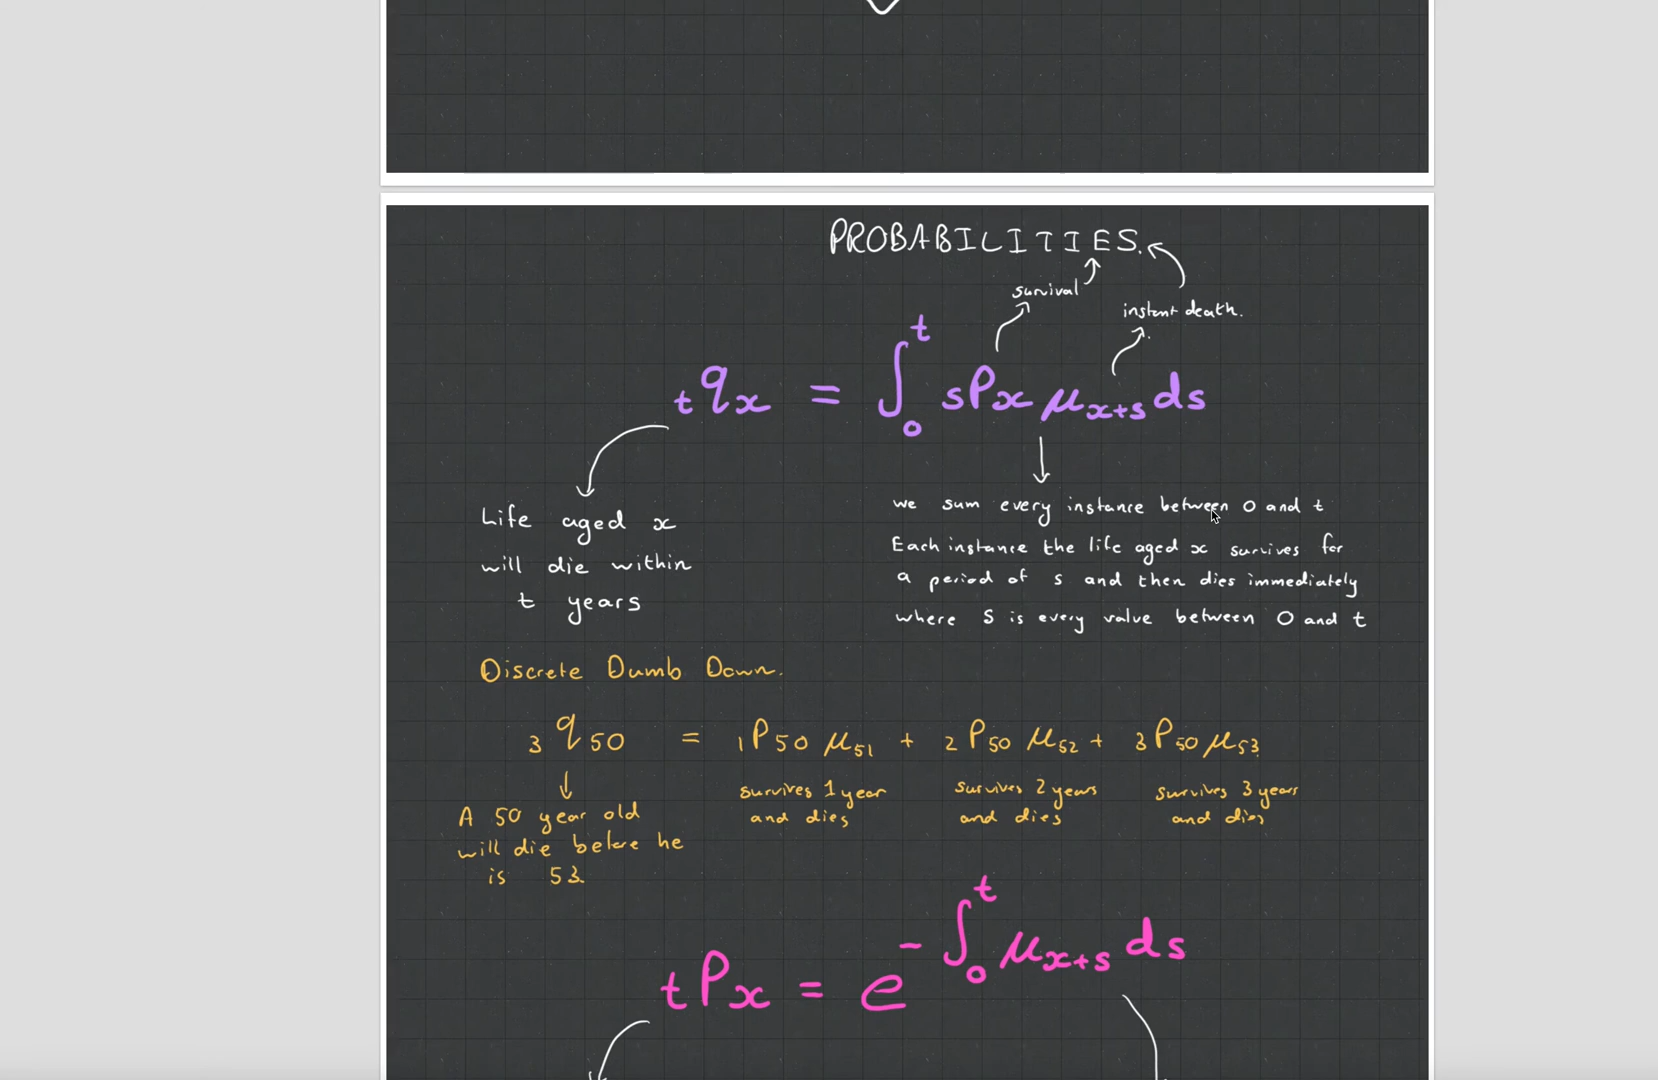 PROBABILITIES.
survival
instant death.
ₜqₓ = ∫₀ᵗ sPₓ μₓ₊ₛ ds
Life aged x
will die within
t years
we sum every instance between 0 and t
Each instance the life aged x survives for
a period of s and then dies immediately
where S is every value between 0 and t
Discrete Dumb Down.
₃q₅₀ = ₁P₅₀ μ₅₁ + ₂P₅₀ μ₅₂ + ₃P₅₀ μ₅₃
survives 1 year
and dies
survives 2 years
and dies
survives 3 years
and dies
A 50 year old
will die before he
is 53
ₜPₓ = e^-∫₀ᵗ μₓ₊ₛ ds